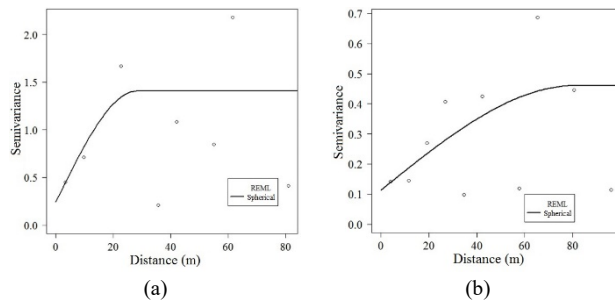 2.0
1.5
1.0
0.5
0.0
Semivariance
REML
Spherical
0 20 40 60 80
Distance (m)
(a)
0.7
0.6
0.5
0.4
0.3
0.2
0.1
0.0
Semivariance
REML
Spherical
0 20 40 60 80
Distance (m)
(b)